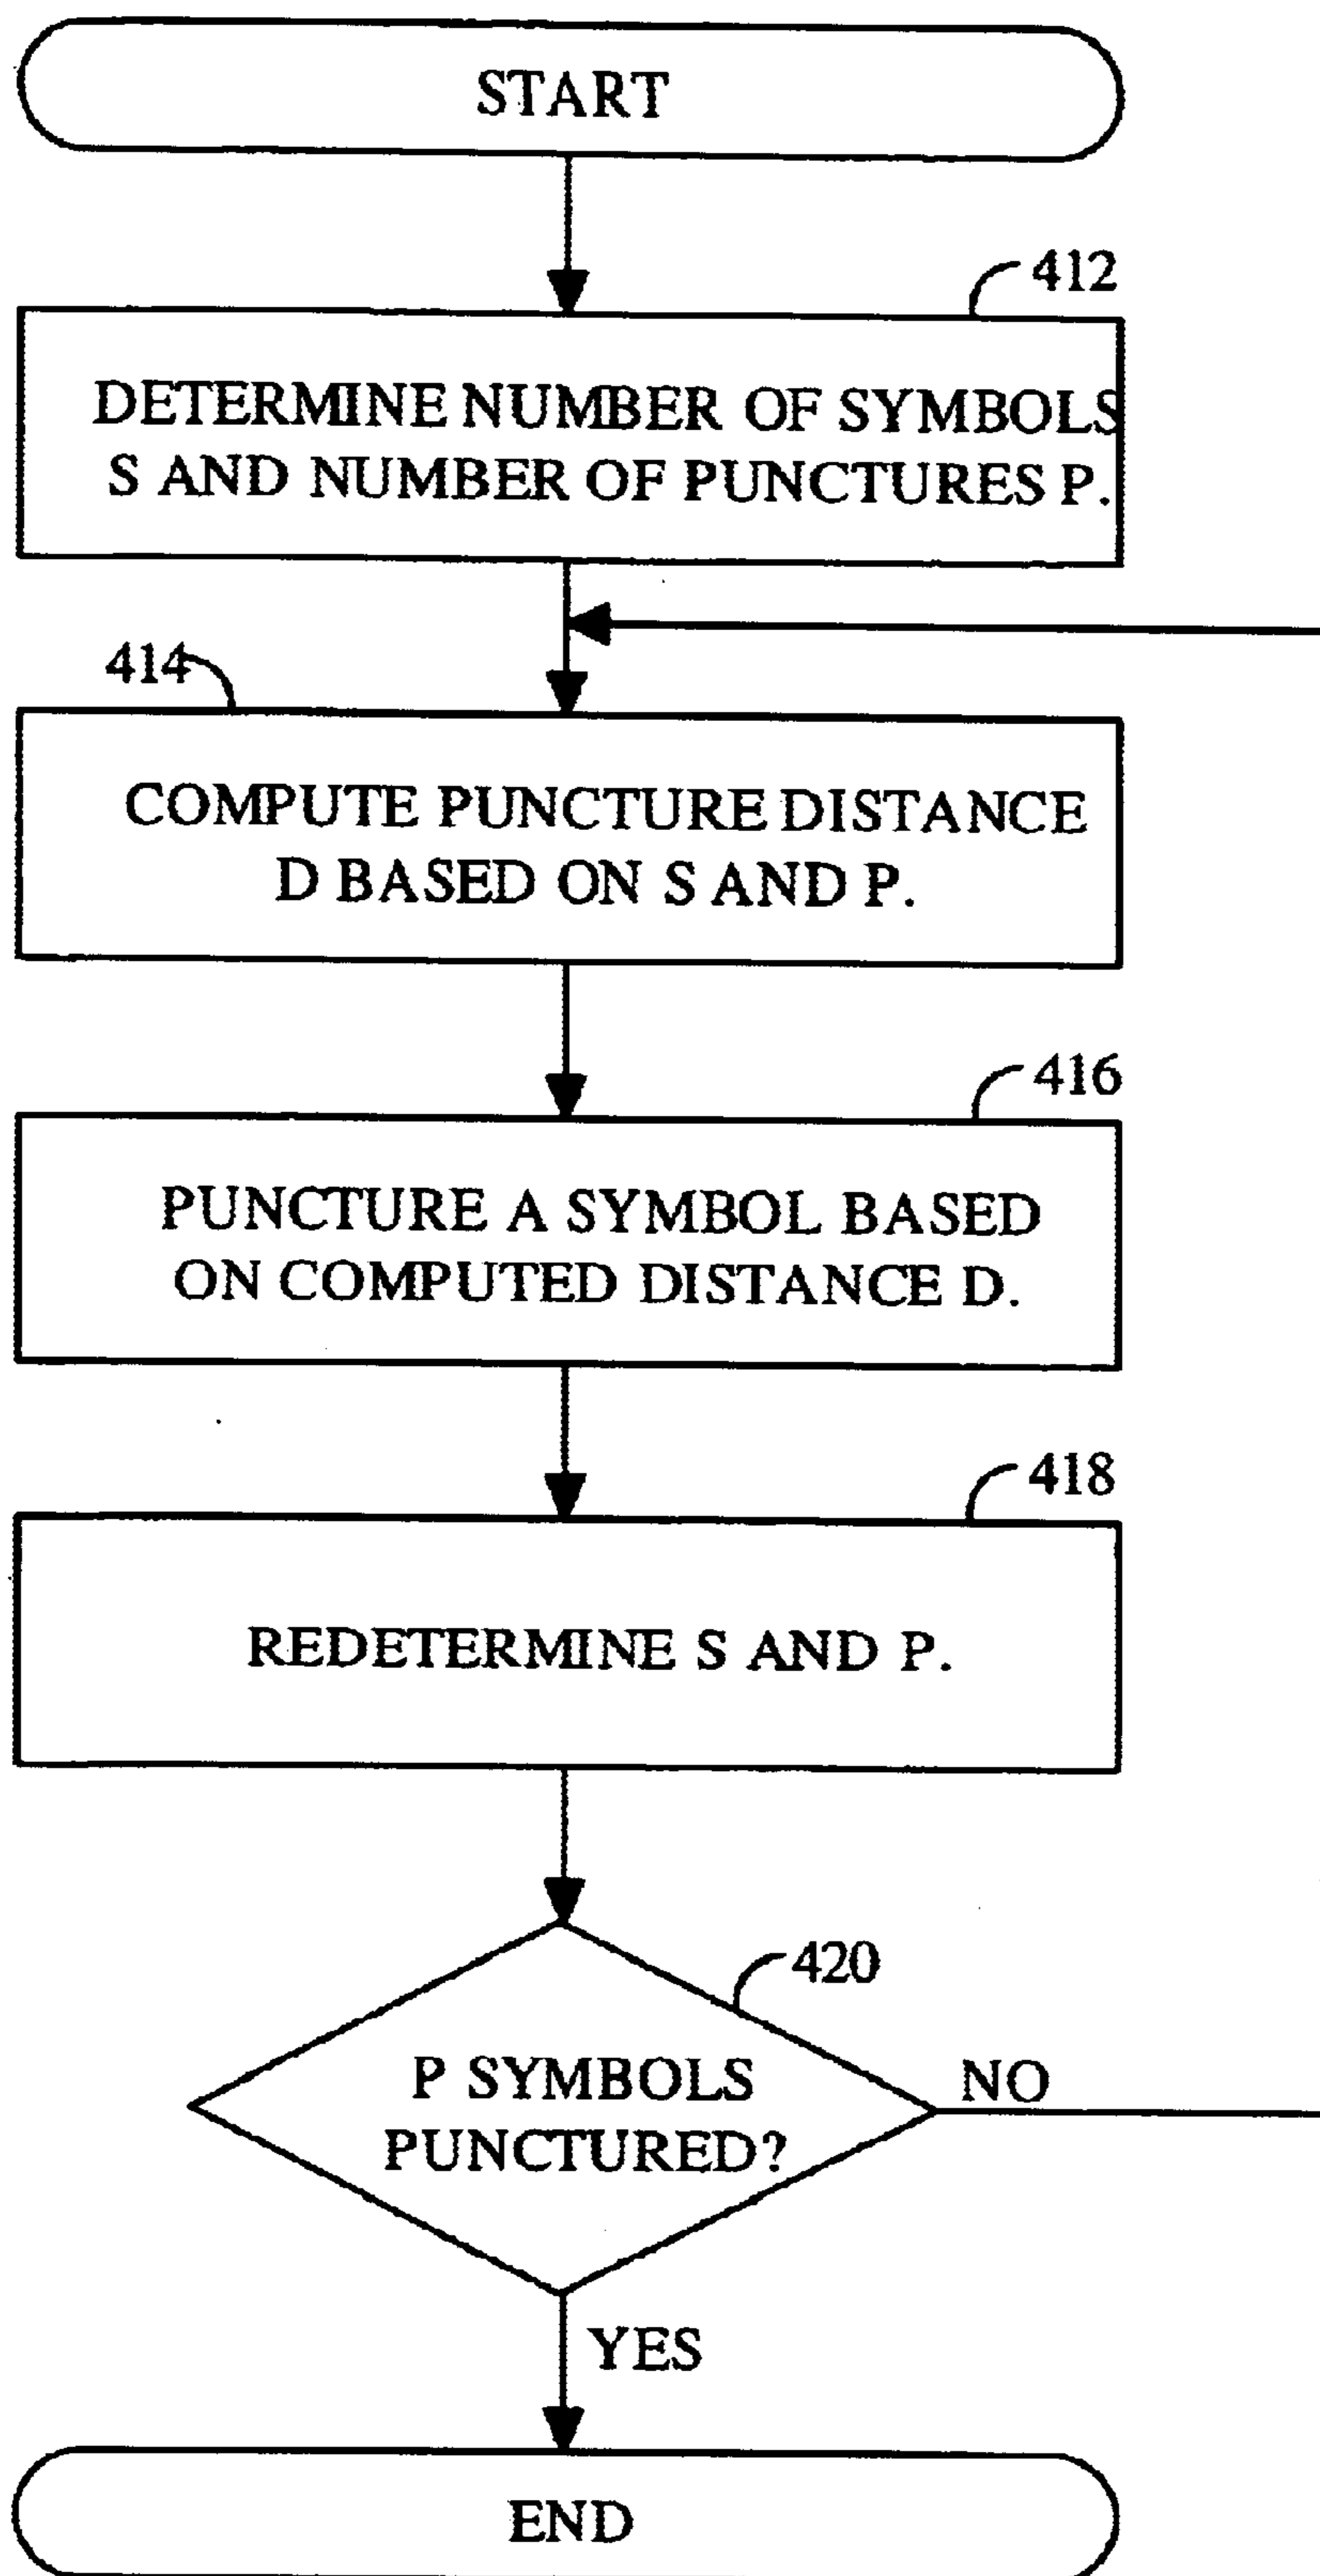 START
412
DETERMINE NUMBER OF SYMBOLS
S AND NUMBER OF PUNCTURES P.
414
COMPUTE PUNCTURE DISTANCE
D BASED ON S AND P.
416
PUNCTURE A SYMBOL BASED
ON COMPUTED DISTANCE D.
418
REDETERMINE S AND P.
420
P SYMBOLS
PUNCTURED?
NO
YES
END